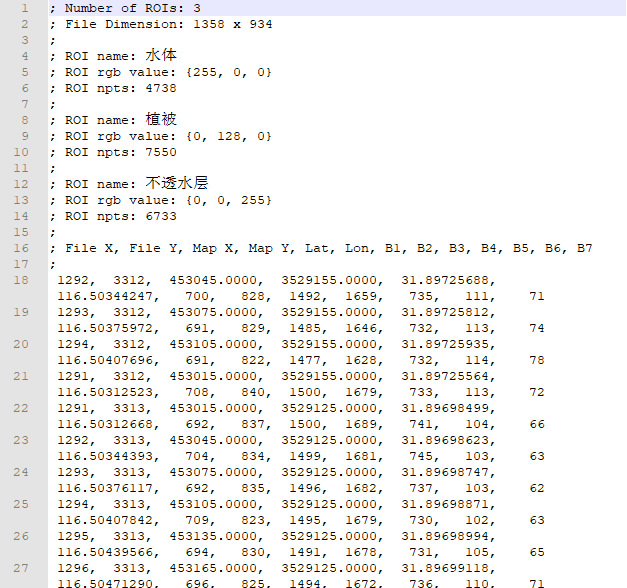 1 ; Number of ROIs: 3
2 ; File Dimension: 1358 x 934
3 ;
4 ; ROI name: 水体
5 ; ROI rgb value: {255, 0, 0}
6 ; ROI npts: 4738
7 ;
8 ; ROI name: 植被
9 ; ROI rgb value: {0, 128, 0}
10 ; ROI npts: 7550
11 ;
12 ; ROI name: 不透水层
13 ; ROI rgb value: {0, 0, 255}
14 ; ROI npts: 6733
15 ;
16 ; File X, File Y, Map X, Map Y, Lat, Lon, B1, B2, B3, B4, B5, B6, B7
17 ;
18 1292, 3312, 453045.0000, 3529155.0000, 31.89725688,
116.50344247, 700, 828, 1492, 1659, 735, 111, 71
19 1293, 3312, 453075.0000, 3529155.0000, 31.89725812,
116.50375972, 691, 829, 1485, 1646, 732, 113, 74
20 1294, 3312, 453105.0000, 3529155.0000, 31.89725935,
116.50407696, 691, 822, 1477, 1628, 732, 114, 78
21 1291, 3312, 453015.0000, 3529155.0000, 31.89725564,
116.50312523, 708, 840, 1500, 1679, 733, 113, 72
22 1291, 3313, 453015.0000, 3529125.0000, 31.89698499,
116.50312668, 692, 837, 1500, 1689, 741, 104, 66
23 1292, 3313, 453045.0000, 3529125.0000, 31.89698623,
116.50344393, 704, 834, 1499, 1681, 745, 103, 63
24 1293, 3313, 453075.0000, 3529125.0000, 31.89698747,
116.50376117, 692, 835, 1496, 1682, 737, 103, 62
25 1294, 3313, 453105.0000, 3529125.0000, 31.89698871,
116.50407842, 709, 823, 1495, 1679, 730, 102, 63
26 1295, 3313, 453135.0000, 3529125.0000, 31.89698994,
116.50439566, 694, 830, 1491, 1678, 731, 105, 65
27 1296, 3313, 453165.0000, 3529125.0000, 31.89699118,
116.50471290, 696, 825, 1494, 1672, 736, 110, 71